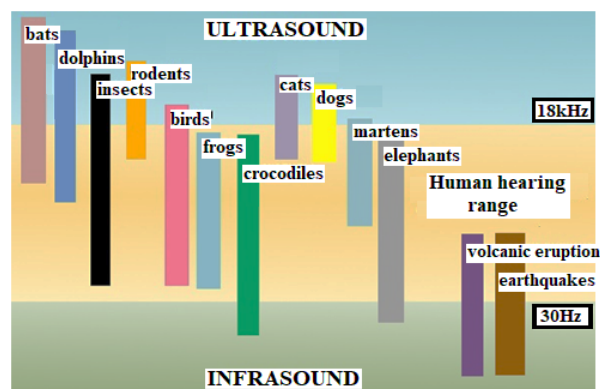 ULTRASOUND
bats
dolphins
insects
rodents
birds
frogs
crocodiles
cats
dogs
martens
elephants
18kHz
Human hearing
range
volcanic eruption
earthquakes
30Hz
INFRASOUND